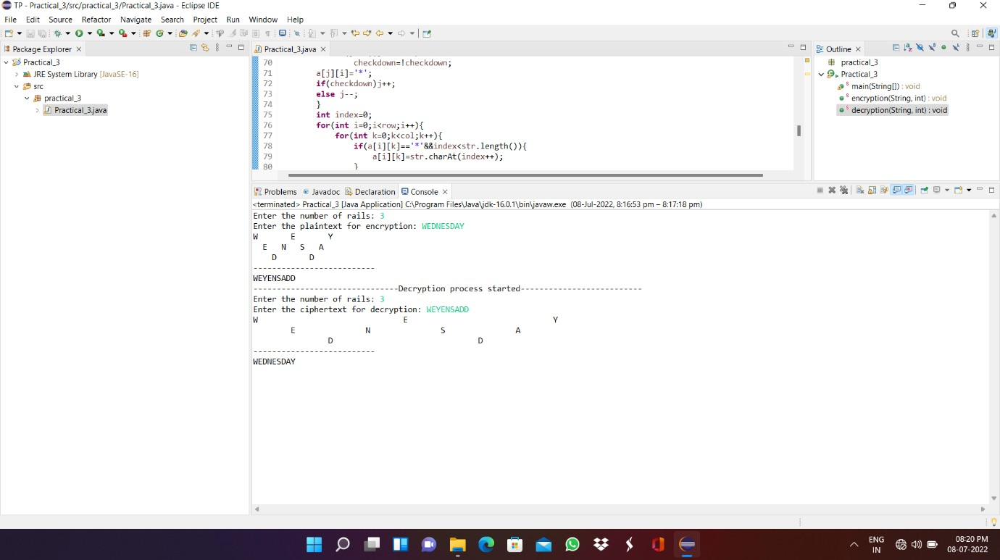 TP - Practical_3/src/practical_3/Practical_3.java - Eclipse IDE
File Edit Source Refactor Navigate Search Project Run Window Help
Package Explorer
Practical_3
JRE System Library [JavaSE-16]
src
practical_3
Practical_3.java
Practical_3.java
70 checkdown=!checkdown;
71 a[j][i]='*';
72 if(checkdown)j++;
73 else j--;
74 }
75 int index=0;
76 for(int i=0;i<row;i++){
77 for(int k=0;k<col;k++){
78 if(a[i][k]=='*'&&index<str.length()){
79 a[i][k]=str.charAt(index++);
80 }
Outline
practical_3
Practical_3
main(String[]) : void
encryption(String, int) : void
decryption(String, int) : void
Problems Javadoc Declaration Console
<terminated> Practical_3 [Java Application] C:\Program Files\Java\jdk-16.0.1\bin\javaw.exe (08-Jul-2022, 8:16:53 pm – 8:17:18 pm)
Enter the number of rails: 3
Enter the plaintext for encryption: WEDNESDAY
W E Y
E N S A
D D
--------------------------
WEYENSADD
-------------------------------Decryption process started--------------------------
Enter the number of rails: 3
Enter the ciphertext for decryption: WEYENSADD
W E Y
E N S A
D D
--------------------------
WEDNESDAY
ENG
IN
08:20 PM
08-07-2022